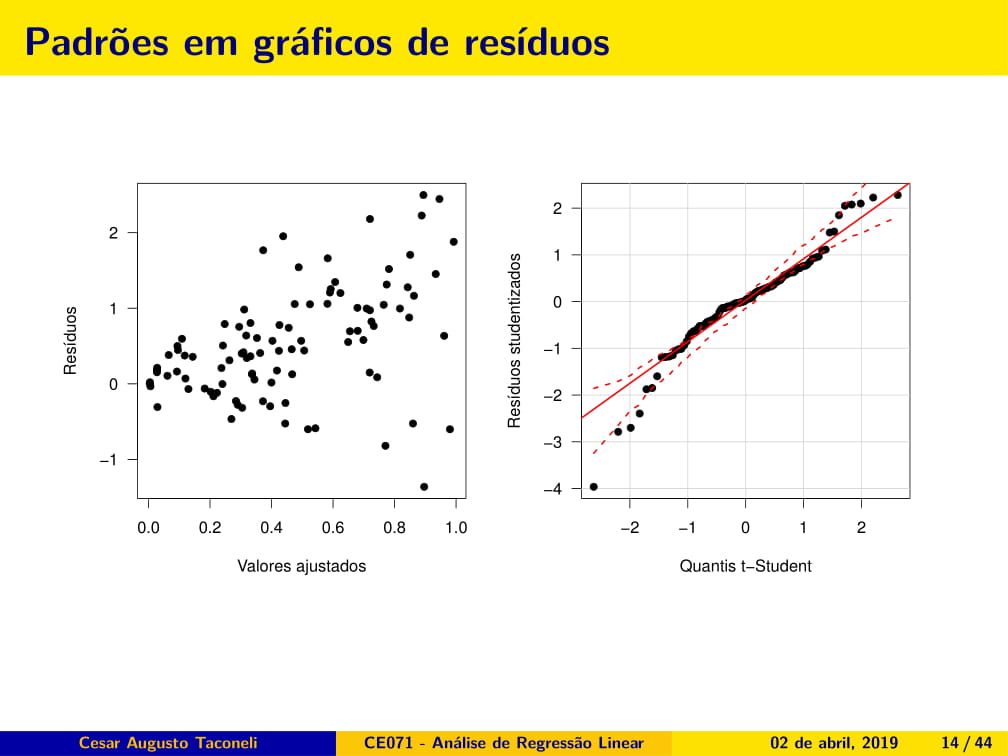 Padrões em gráficos de resíduos
Resíduos
2
1
0
−1
0.0 0.2 0.4 0.6 0.8 1.0
Valores ajustados
Resíduos studentizados
2
1
0
−1
−2
−3
−4
−2 −1 0 1 2
Quantis t−Student
Cesar Augusto Taconeli CE071 - Análise de Regressão Linear 02 de abril, 2019 14 / 44